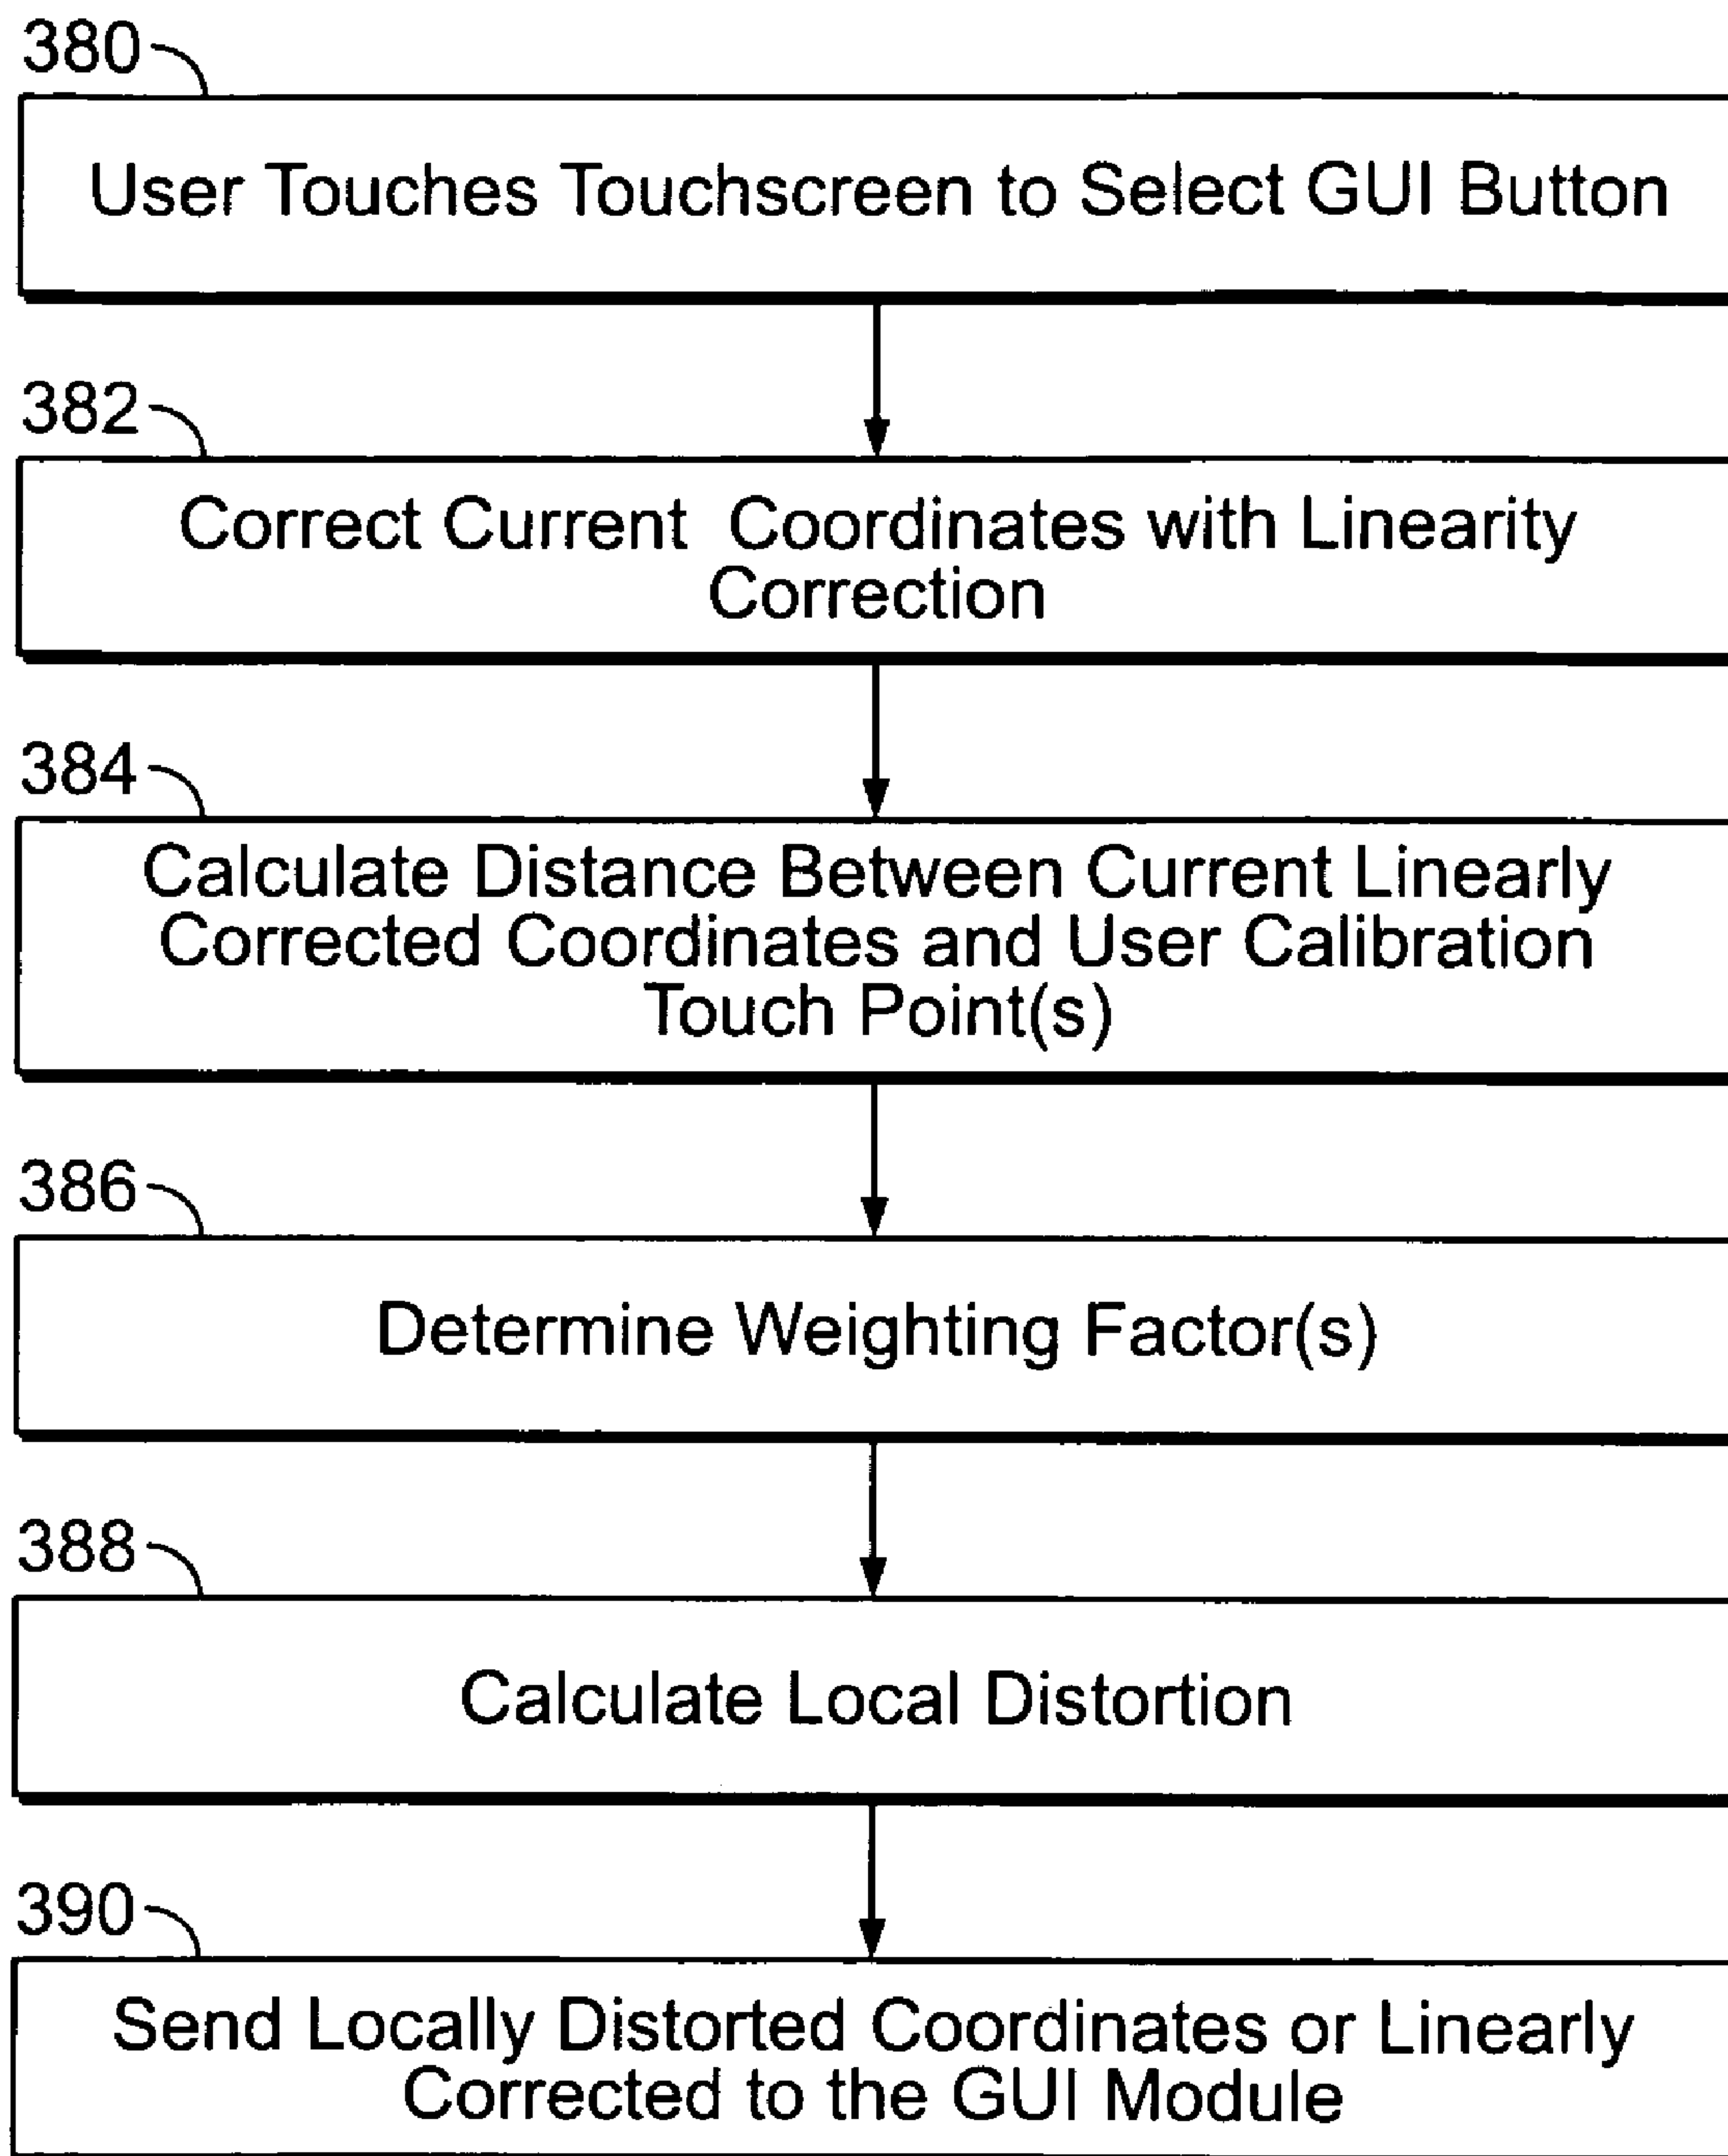 380
User Touches Touchscreen to Select GUI Button
382
Correct Current Coordinates with Linearity
Correction
384
Calculate Distance Between Current Linearly
Corrected Coordinates and User Calibration
Touch Point(s)
386
Determine Weighting Factor(s)
388
Calculate Local Distortion
390
Send Locally Distorted Coordinates or Linearly
Corrected to the GUI Module